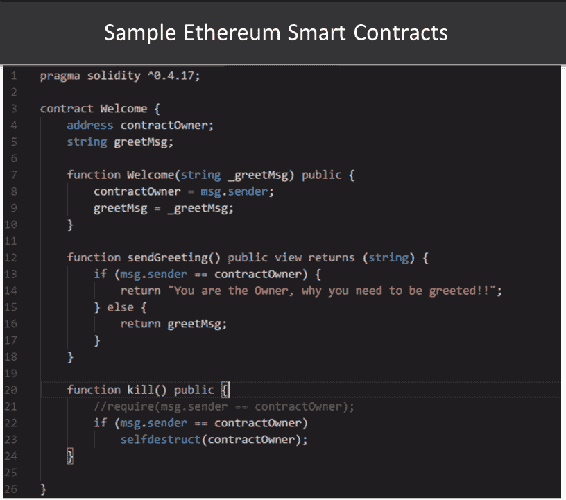 Sample Ethereum Smart Contracts
1 pragma solidity ^0.4.17;
2
3 contract Welcome {
4 address contractOwner;
5 string greetMsg;
6
7 function Welcome(string _greetMsg) public {
8 contractOwner = msg.sender;
9 greetMsg = _greetMsg;
10 }
11
12 function sendGreeting() public view returns (string) {
13 if (msg.sender == contractOwner) {
14 return "You are the Owner, why you need to be greeted!!";
15 } else {
16 return greetMsg;
17 }
18 }
19
20 function kill() public {
21 //require(msg.sender == contractOwner);
22 if (msg.sender == contractOwner)
23 selfdestruct(contractOwner);
24 }
25
26 }